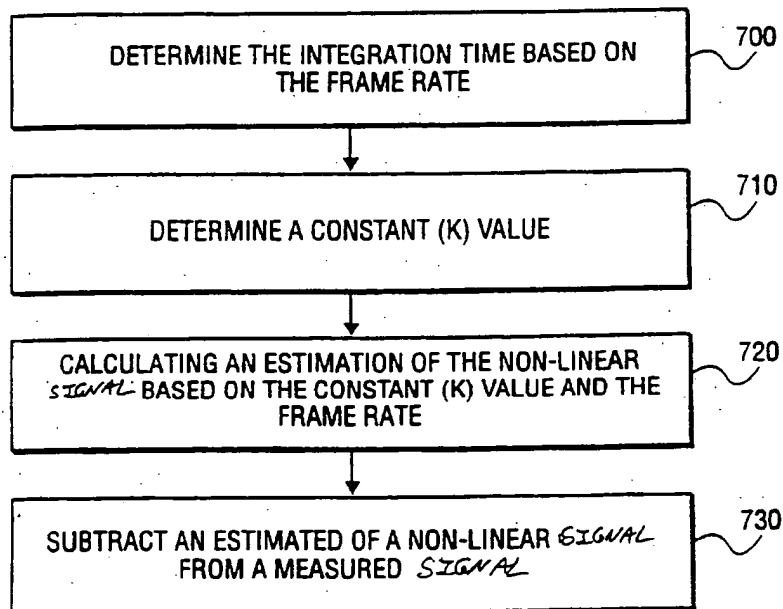 DETERMINE THE INTEGRATION TIME BASED ON
THE FRAME RATE
700
DETERMINE A CONSTANT (K) VALUE
710
CALCULATING AN ESTIMATION OF THE NON-LINEAR
SIGNAL BASED ON THE CONSTANT (K) VALUE AND THE
FRAME RATE
720
SUBTRACT AN ESTIMATED OF A NON-LINEAR SIGNAL
FROM A MEASURED SIGNAL
730